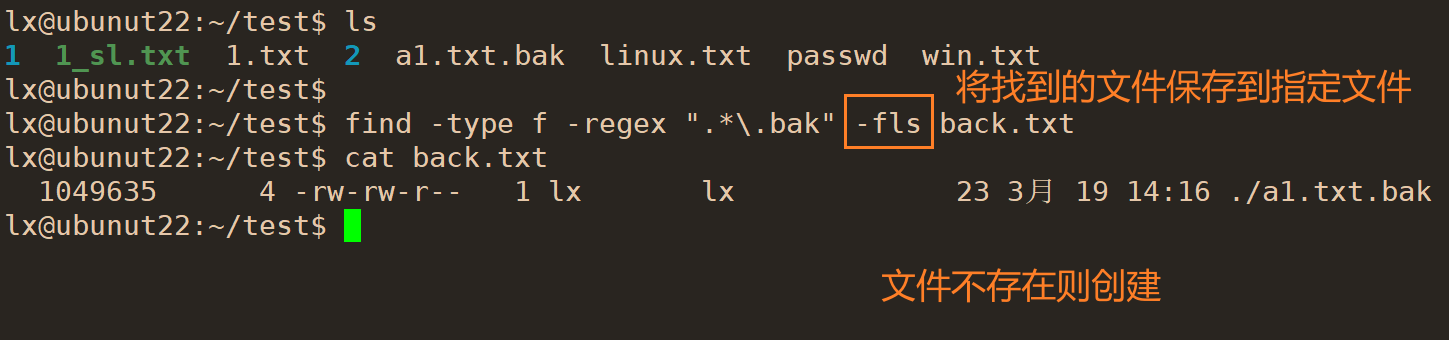 lx@ubunut22:~/test$ ls
1  1_sl.txt  1.txt  2  a1.txt.bak  linux.txt  passwd  win.txt
lx@ubunut22:~/test$
将找到的文件保存到指定文件
lx@ubunut22:~/test$ find -type f -regex ".*\.bak" -fls back.txt
lx@ubunut22:~/test$ cat back.txt
  1049635      4 -rw-rw-r--   1 lx       lx             23 3月 19 14:16 ./a1.txt.bak
lx@ubunut22:~/test$
文件不存在则创建